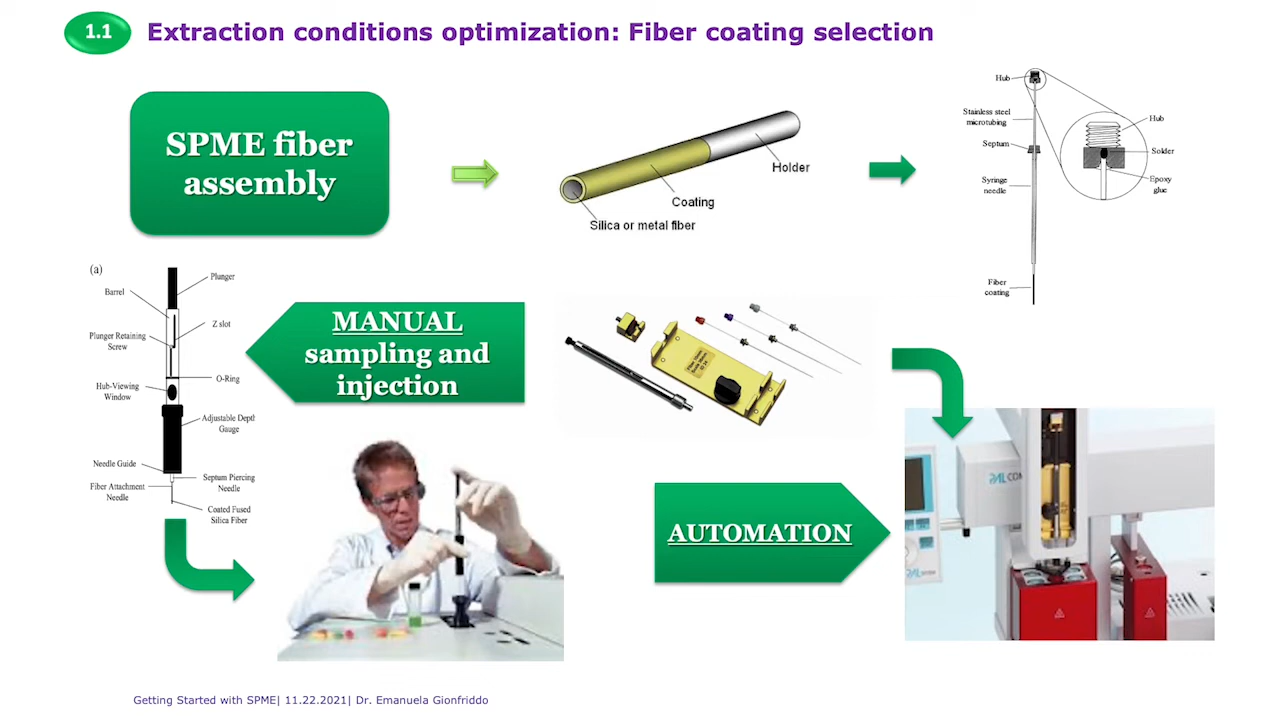 1.1
Extraction conditions optimization: Fiber coating selection
SPME fiber
assembly
Holder
Coating
Silica or metal fiber
Hub
Stainless steel
microtubing
Septum
Syringe
needle
Fiber
coating
Hub
Solder
Epoxy
glue
(a)
Plunger
Barrel
Z slot
Plunger Retaining
Screw
O-Ring
Hub-Viewing
Window
Adjustable Depth
Gauge
Needle Guide
Septum Piercing
Needle
Fiber Attachment
Needle
Coated Fused
Silica Fiber
MANUAL
sampling and
injection
AUTOMATION
PAL COM
PAL
Getting Started with SPME| 11.22.2021| Dr. Emanuela Gionfriddo